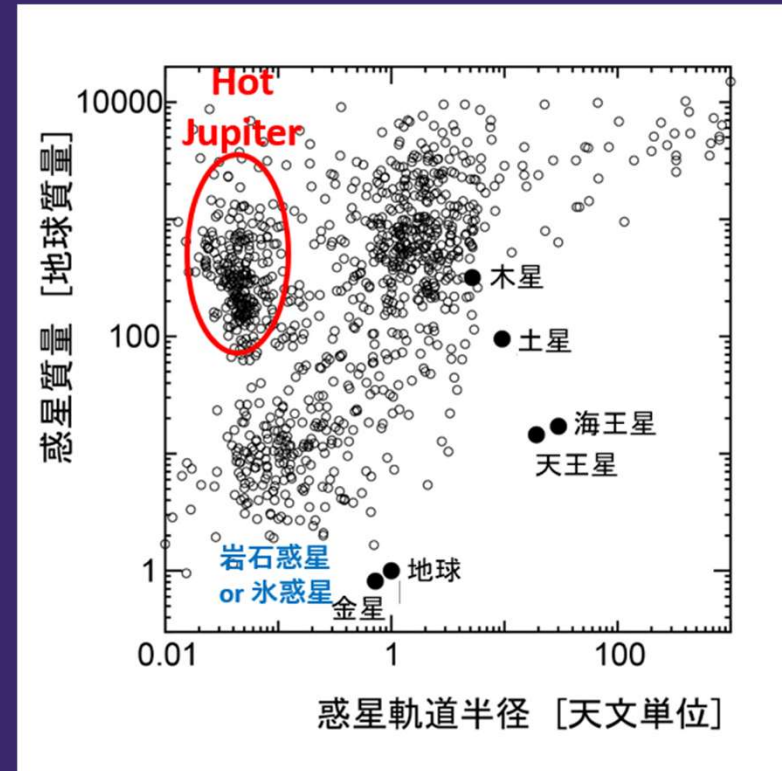 Hot
Jupiter
10000
100
1
惑星質量 [地球質量]
木星
土星
海王星
天王星
岩石惑星
or 氷惑星
地球
金星
0.01
1
100
惑星軌道半径 [天文単位]